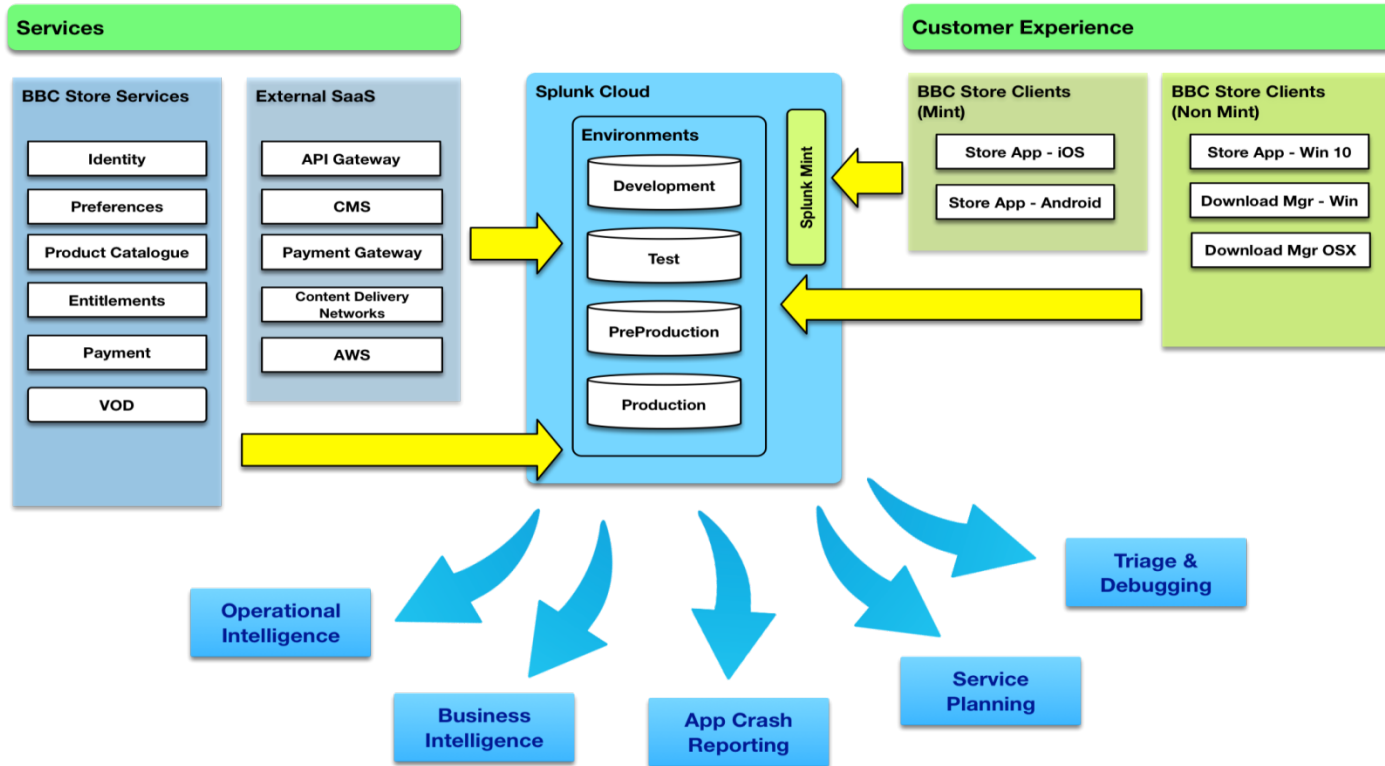 Services
Customer Experience
BBC Store Services
Identity
Preferences
Product Catalogue
Entitlements
Payment
VOD
External SaaS
API Gateway
CMS
Payment Gateway
Content Delivery
Networks
AWS
Splunk Cloud
Environments
Development
Test
PreProduction
Production
Splunk Mint
BBC Store Clients
(Mint)
Store App - iOS
Store App - Android
BBC Store Clients
(Non Mint)
Store App - Win 10
Download Mgr - Win
Download Mgr OSX
Operational
Intelligence
Business
Intelligence
App Crash
Reporting
Service
Planning
Triage &
Debugging